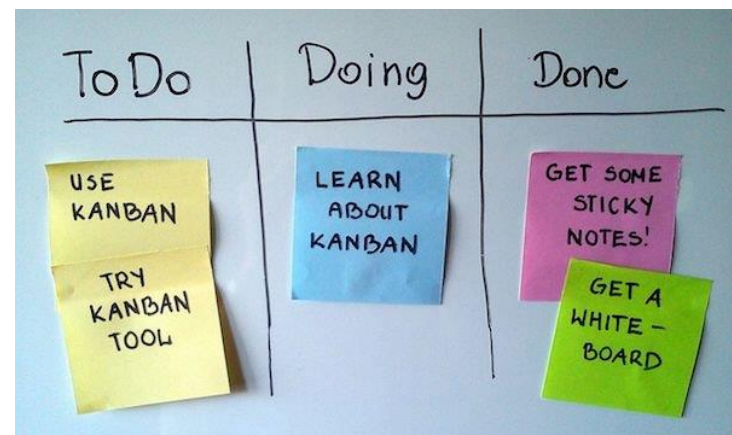 To Do
Doing
Done
USE
KANBAN
TRY
KANBAN
TOOL
LEARN
ABOUT
KANBAN
GET SOME
STICKY
NOTES!
GET A
WHITE -
BOARD